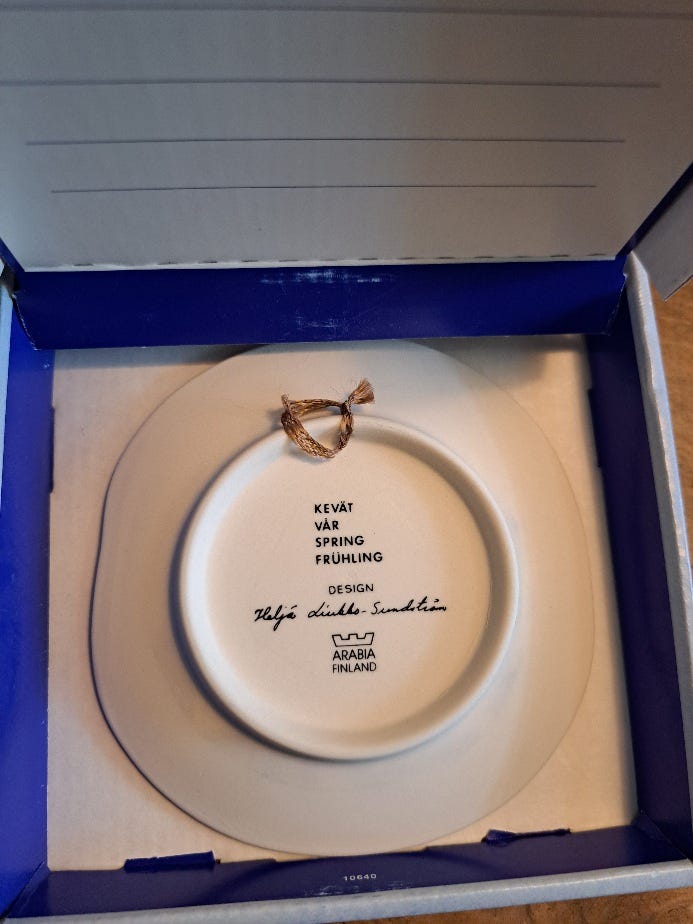 KEVÄT
VÅR
SPRING
FRÜHLING
DESIGN
Heljä Liukko-Sundström
ARABIA
FINLAND
10640